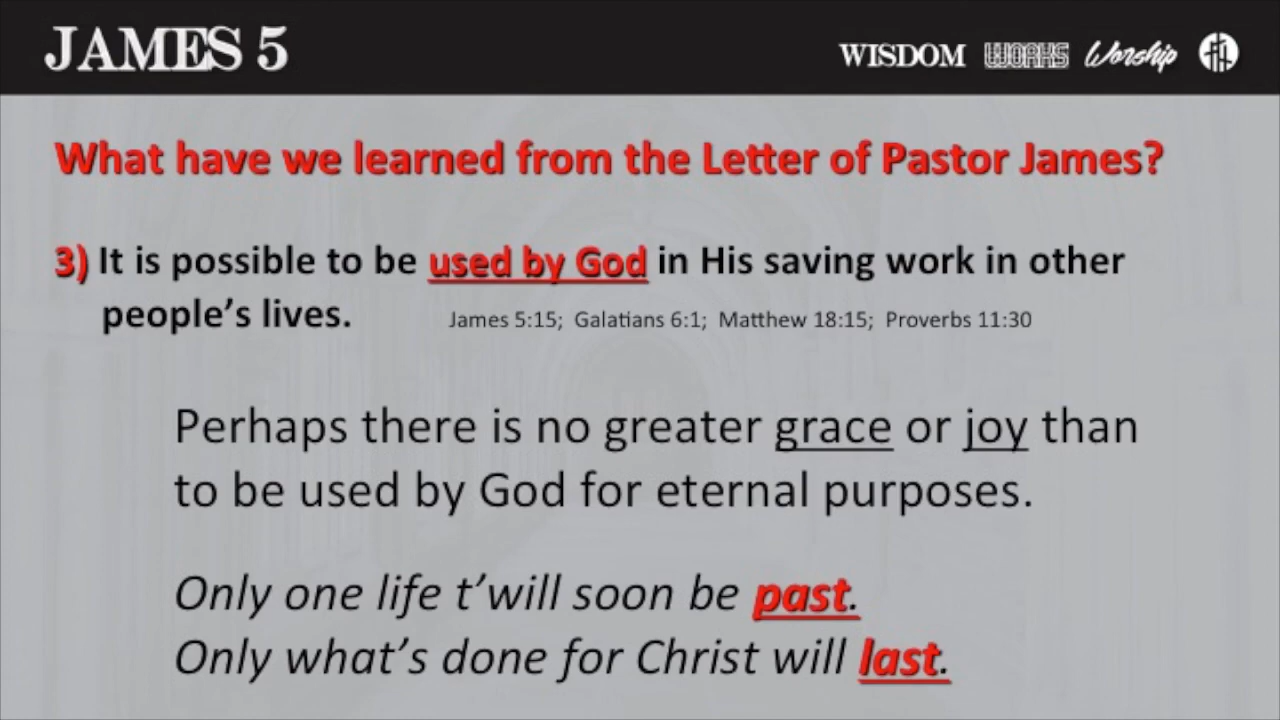 JAMES 5
WISDOM WORKS Worship
What have we learned from the Letter of Pastor James?
3) It is possible to be used by God in His saving work in other
people's lives. James 5:15; Galatians 6:1; Matthew 18:15; Proverbs 11:30
Perhaps there is no greater grace or joy than
to be used by God for eternal purposes.
Only one life t'will soon be past.
Only what's done for Christ will last.